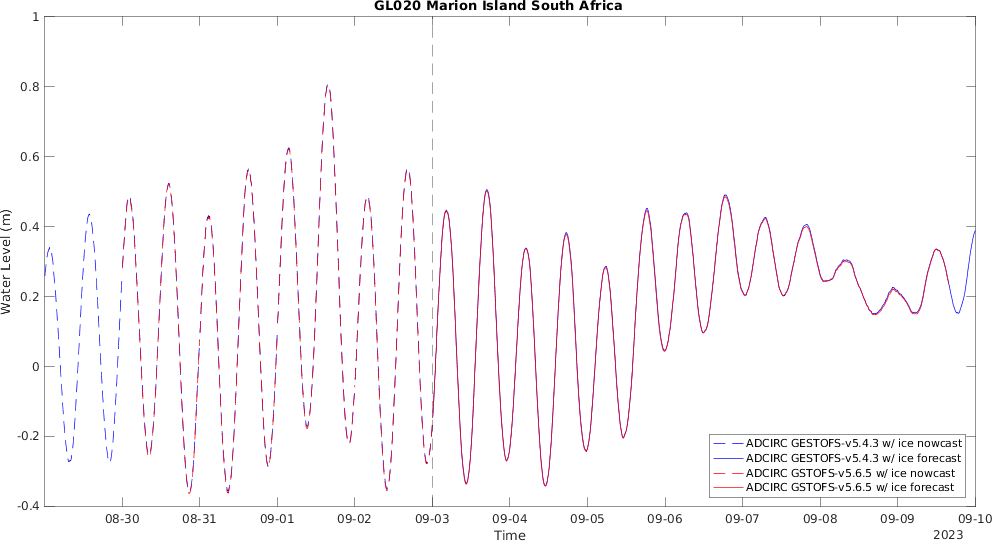 GL020 Marion Island South Africa
1
0.8
0.6
0.4
0.2
0
-0.2
-0.4
Water Level (m)
ADCIRC GESTOFS-v5.4.3 w/ ice nowcast
ADCIRC GESTOFS-v5.4.3 w/ ice forecast
ADCIRC GSTOFS-v5.6.5 w/ ice nowcast
ADCIRC GSTOFS-v5.6.5 w/ ice forecast
08-30 08-31 09-01 09-02 09-03 09-04 09-05 09-06 09-07 09-08 09-09 09-10
Time
2023